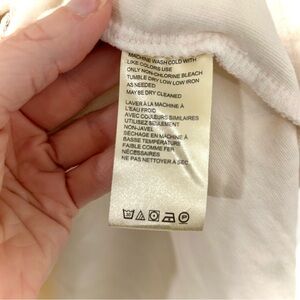 MACHINE WASH COLD WITH
LIKE COLORS USE
ONLY NON-CHLORINE BLEACH
TUMBLE DRY LOW LOW IRON
AS NEEDED
MAY BE DRY CLEANED
LAVER À LA MACHINE À
L'EAU FROID
AVEC COULEURS SIMILAIRES
UTILISEZ SEULEMENT
NON-JAVEL
SÉCHAGE EN MACHINE À
BASSE TEMPÉRATURE
FAIBLE COMME FER
NÉCESSAIRES
NE PAS NETTOYER À SEC